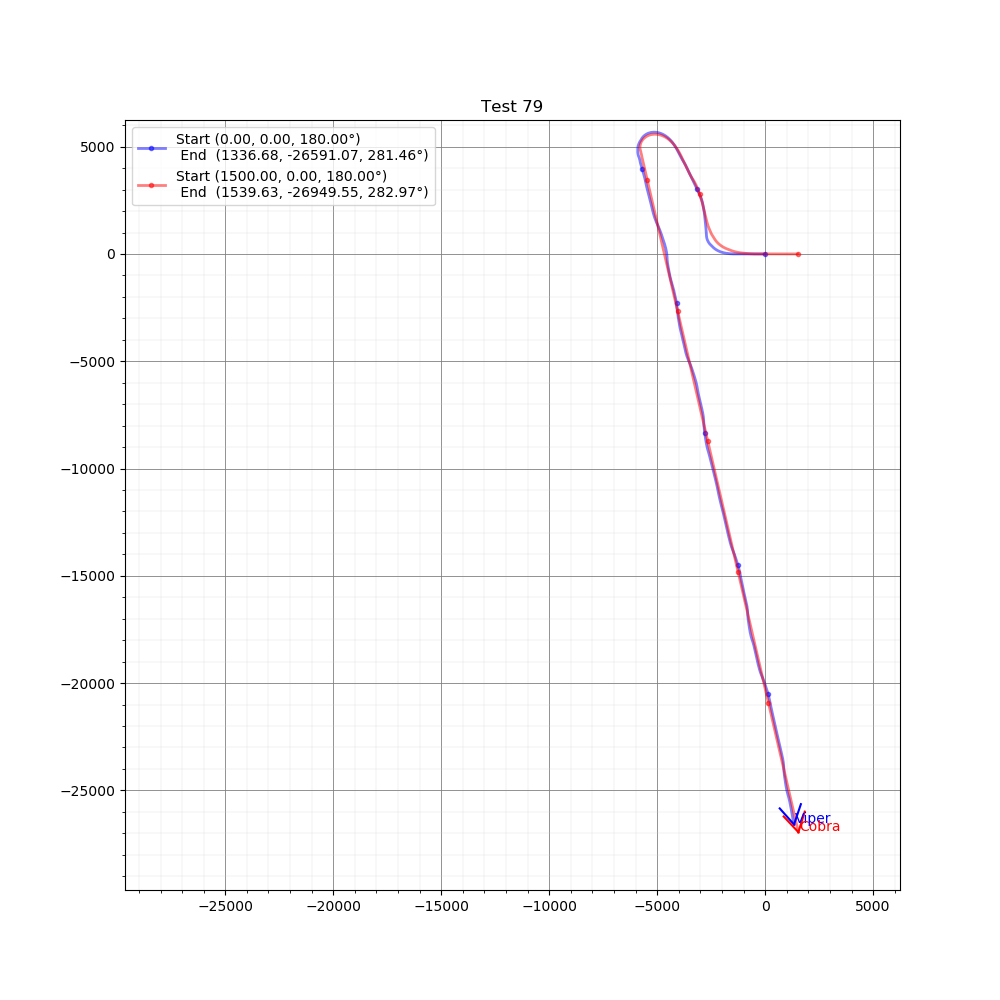 Test 79
Start (0.00, 0.00, 180.00°)
End (1336.68, -26591.07, 281.46°)
Start (1500.00, 0.00, 180.00°)
End (1539.63, -26949.55, 282.97°)
5000
0
−5000
−10000
−15000
−20000
−25000
Viper
Cobra
−25000 −20000 −15000 −10000 −5000 0 5000